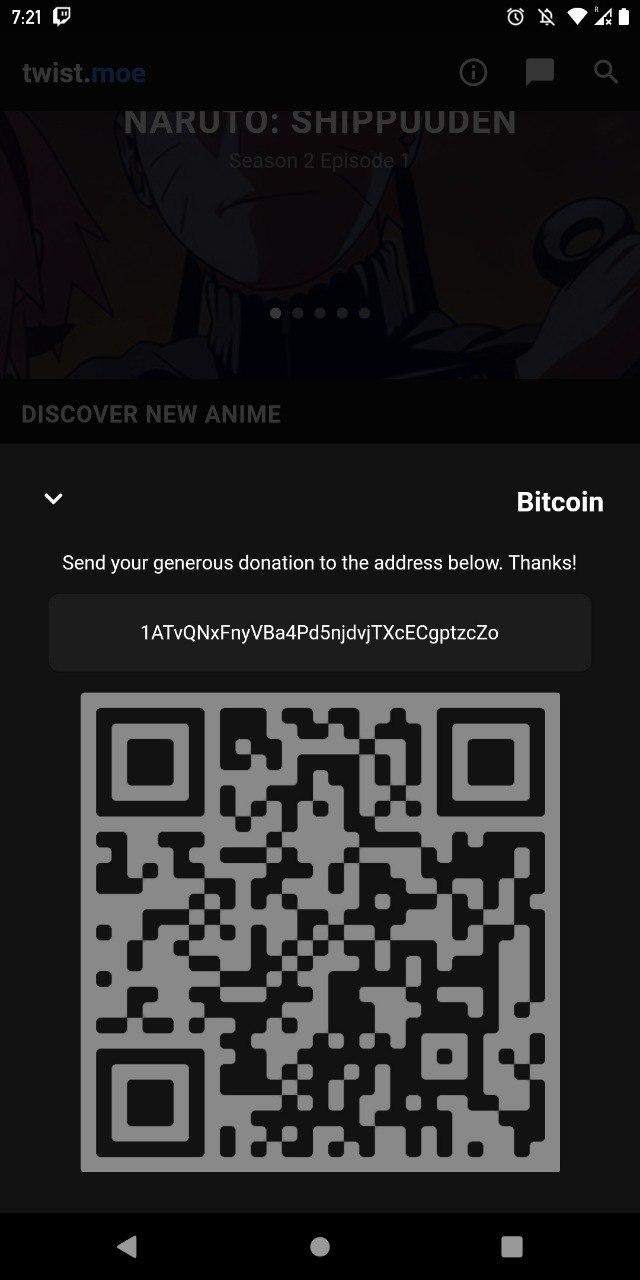 7:21
R
twist.moe
NARUTO: SHIPPUUDEN
Season 2 Episode 1
DISCOVER NEW ANIME
Bitcoin
Send your generous donation to the address below. Thanks!
1ATvQNxFnyVBa4Pd5njdvjTXcECgptzcZo